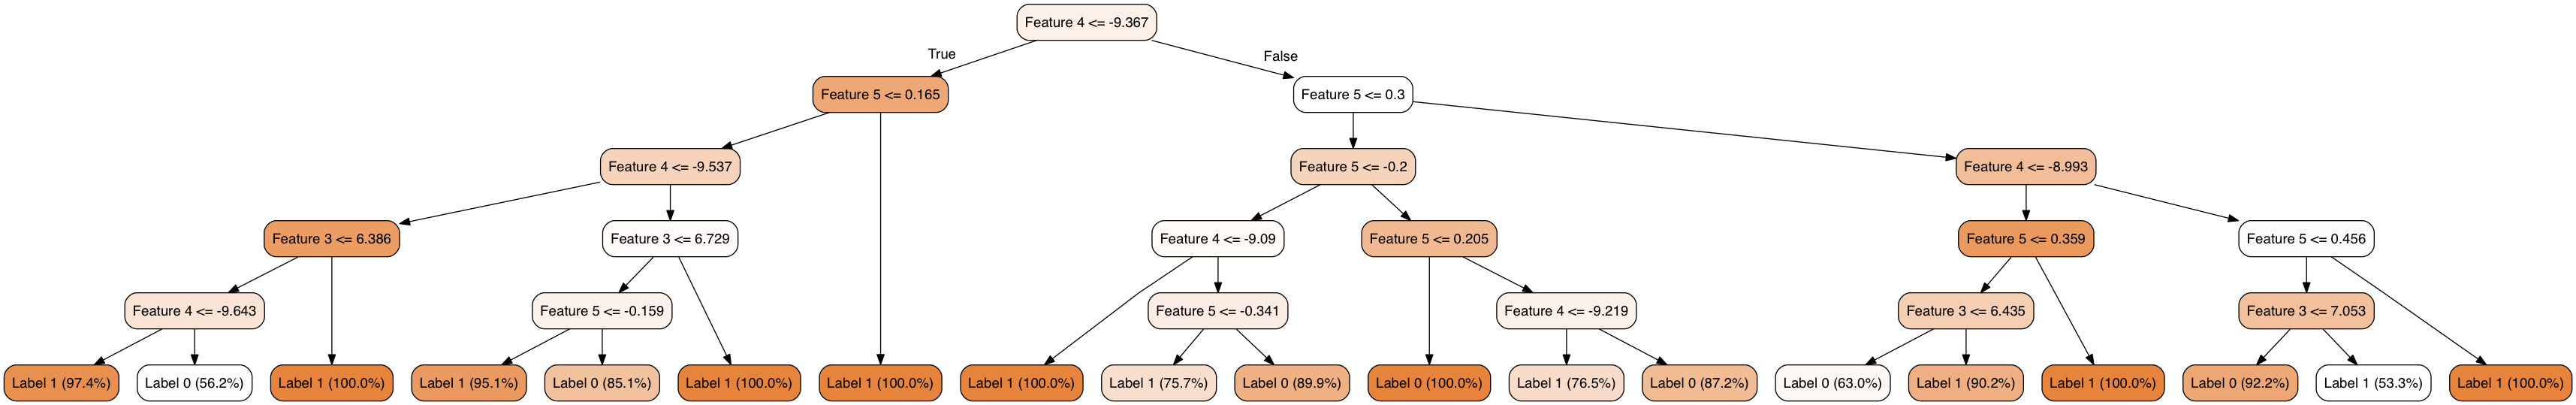 Feature 4 <= -9.367
True
False
Feature 5 <= 0.165
Feature 5 <= 0.3
Feature 4 <= -9.537
Feature 5 <= -0.2
Feature 4 <= -8.993
Feature 3 <= 6.386
Feature 3 <= 6.729
Feature 4 <= -9.09
Feature 5 <= 0.205
Feature 5 <= 0.359
Feature 5 <= 0.456
Feature 4 <= -9.643
Feature 5 <= -0.159
Feature 5 <= -0.341
Feature 4 <= -9.219
Feature 3 <= 6.435
Feature 3 <= 7.053
Label 1 (97.4%)
Label 0 (56.2%)
Label 1 (100.0%)
Label 1 (95.1%)
Label 0 (85.1%)
Label 1 (100.0%)
Label 1 (100.0%)
Label 1 (100.0%)
Label 1 (75.7%)
Label 0 (89.9%)
Label 0 (100.0%)
Label 1 (76.5%)
Label 0 (87.2%)
Label 0 (63.0%)
Label 1 (90.2%)
Label 1 (100.0%)
Label 0 (92.2%)
Label 1 (53.3%)
Label 1 (100.0%)